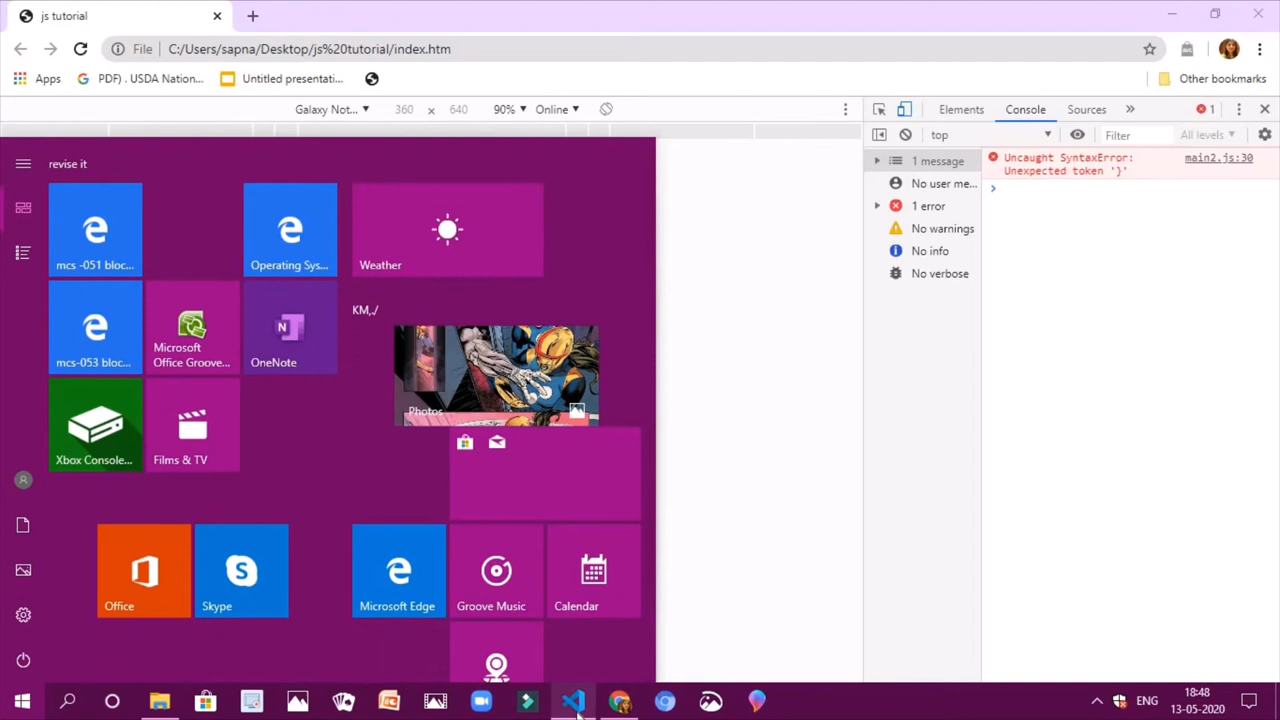 js tutorial
File C:/Users/sapna/Desktop/js%20tutorial/index.htm
Apps PDF) . USDA Nation... Untitled presentati... Other bookmarks
Galaxy Not... 360 × 640 90% Online
Elements Console Sources 1
top Filter All levels
1 message
No user me...
1 error
No warnings
No info
No verbose
Uncaught SyntaxError: main2.js:30
Unexpected token '}'
revise it
mcs -051 bloc... Operating Sys... Weather
KM,./
mcs-053 bloc... Microsoft
Office Groove... OneNote
Photos
Xbox Console... Films & TV
Office Skype Microsoft Edge Groove Music Calendar
ENG 18:48
13-05-2020